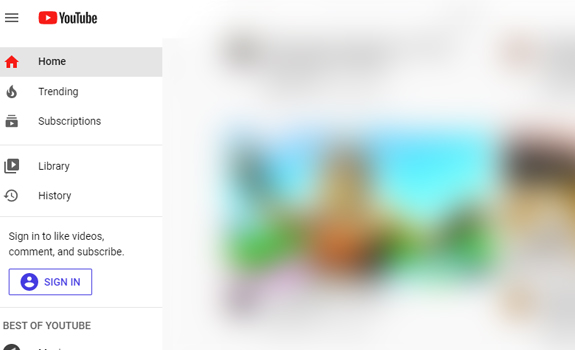 YouTube
Home
Trending
Subscriptions
Library
History
Sign in to like videos,
comment, and subscribe.
SIGN IN
BEST OF YOUTUBE